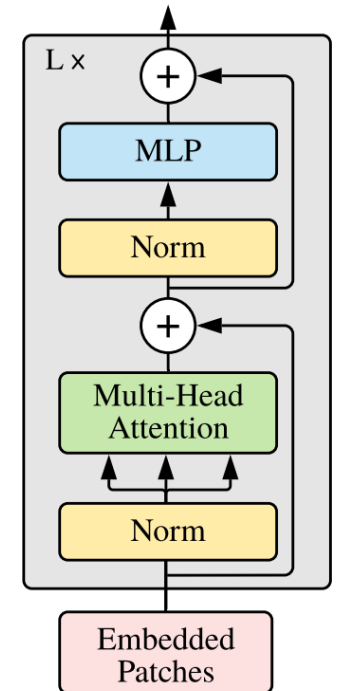 L ×
+
MLP
Norm
+
Multi-Head
Attention
Norm
Embedded
Patches